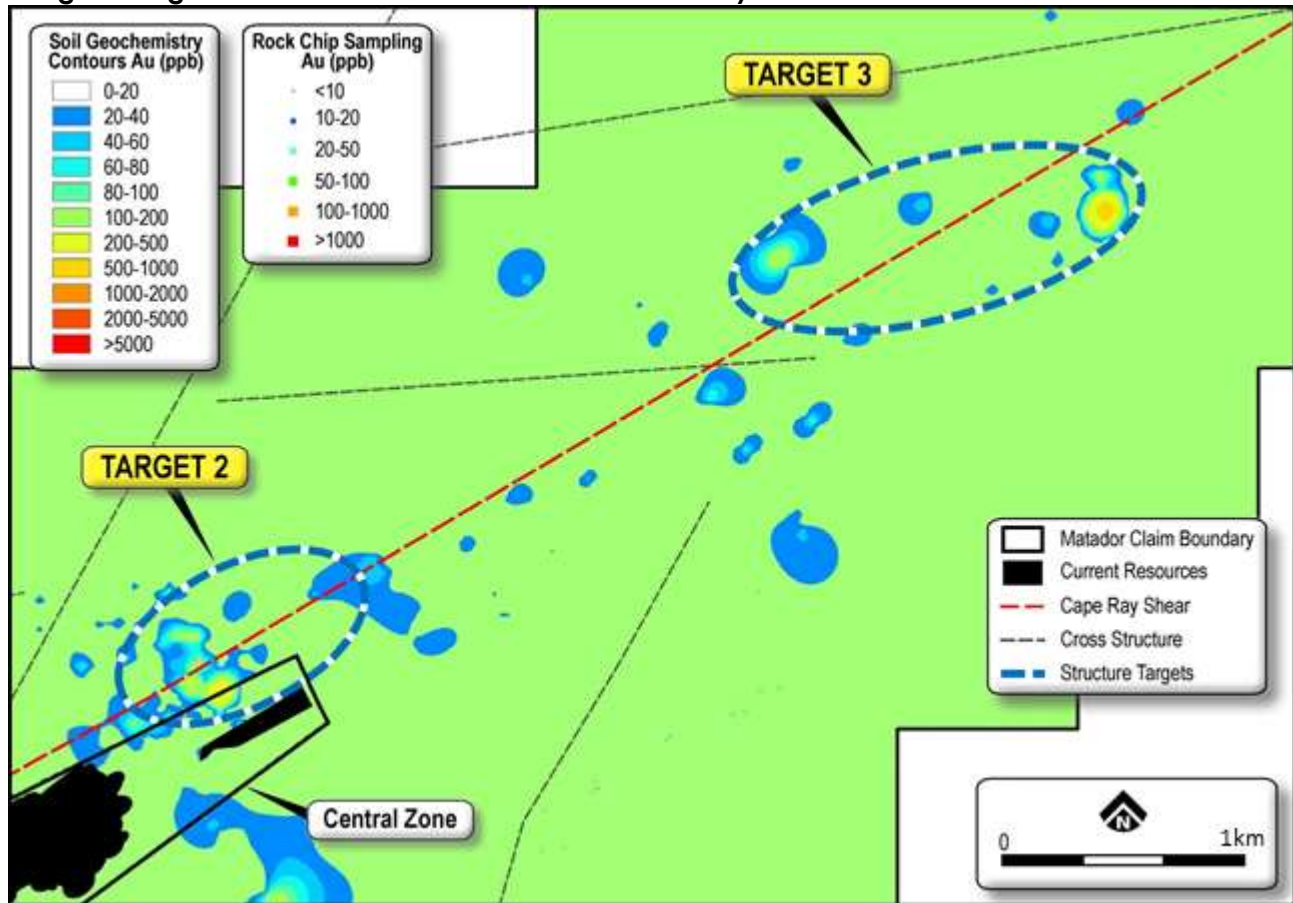 Soil Geochemistry
Contours Au (ppb)
0-20
20-40
40-60
60-80
80-100
100-200
200-500
500-1000
1000-2000
2000-5000
>5000
Rock Chip Sampling
Au (ppb)
<10
10-20
20-50
50-100
100-1000
>1000
TARGET 3
TARGET 2
Matador Claim Boundary
Current Resources
Cape Ray Shear
Cross Structure
Structure Targets
Central Zone
N
0
1km